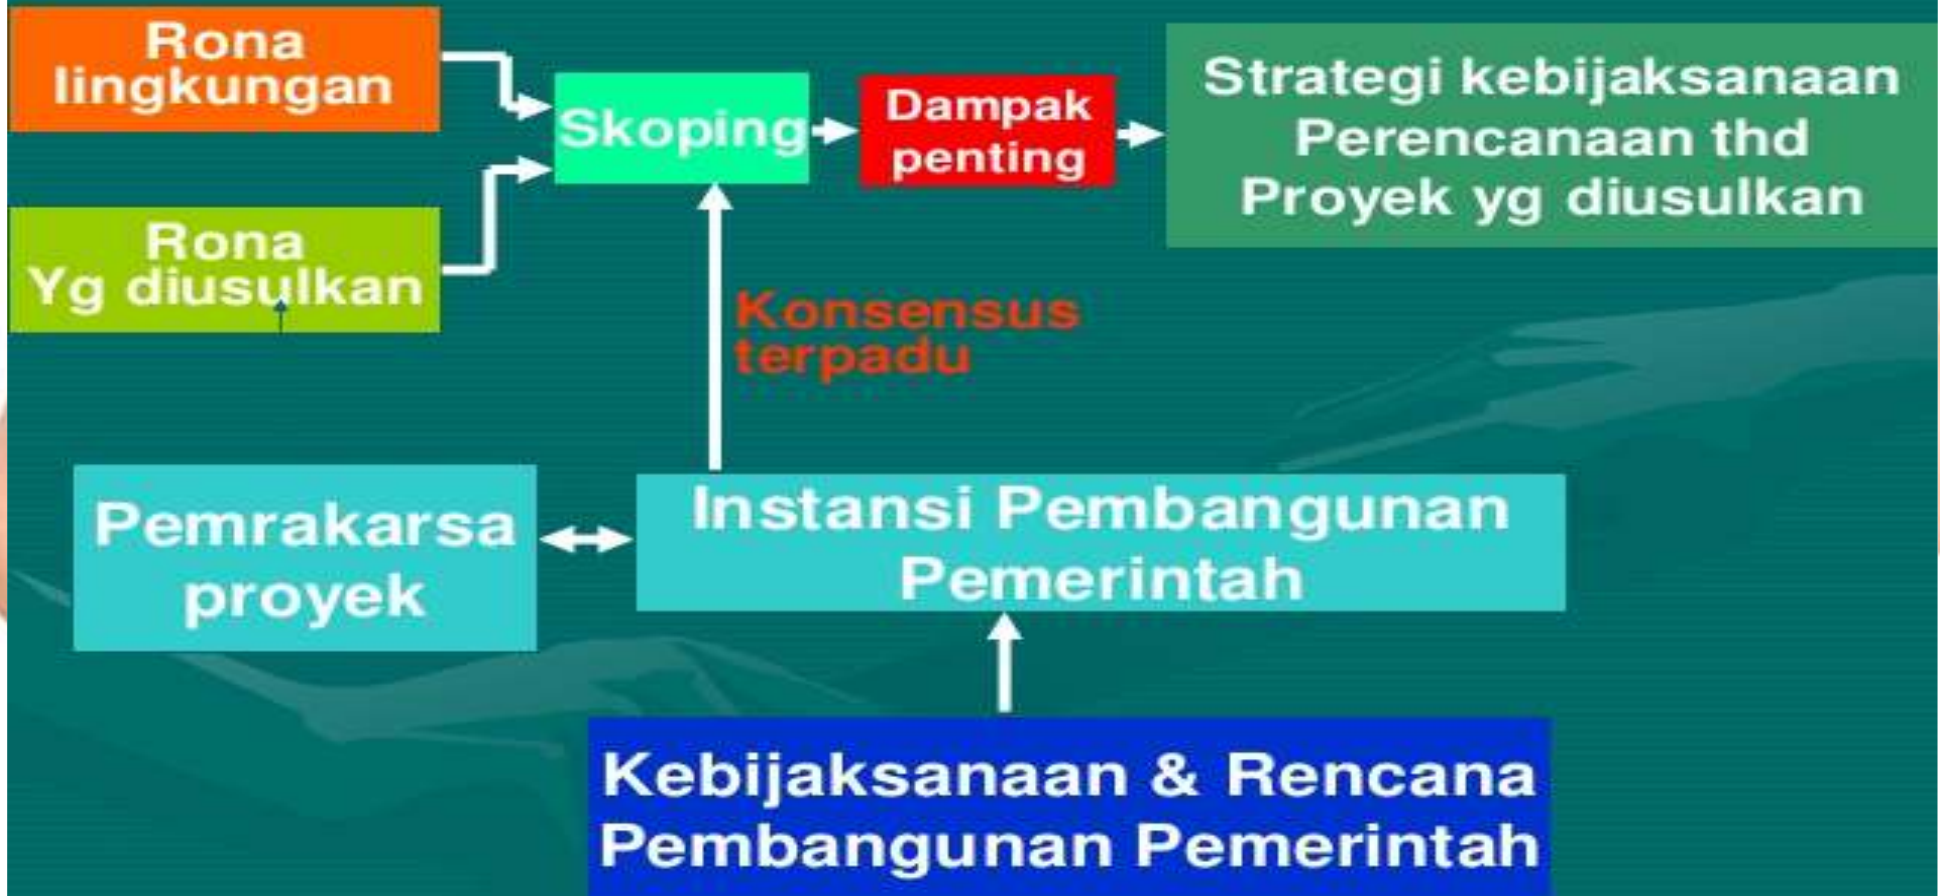 Rona
lingkungan
Skoping
Dampak
penting
Strategi kebijaksanaan
Perencanaan thd
Proyek yg diusulkan
Rona
Yg diusulkan
Konsensus
terpadu
Pemrakarsa
proyek
Instansi Pembangunan
Pemerintah
Kebijaksanaan & Rencana
Pembangunan Pemerintah